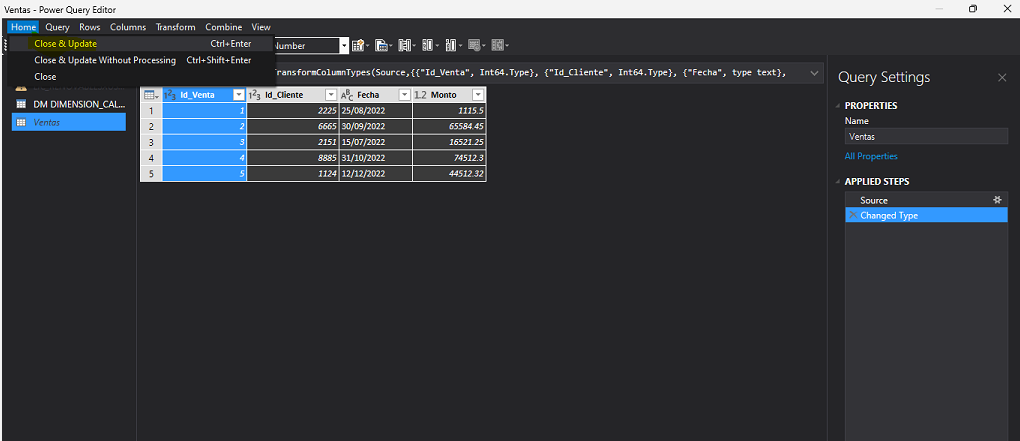 Ventas - Power Query Editor
Home Query Rows Columns Transform Combine View
Close & Update Ctrl+Enter
Close & Update Without Processing Ctrl+Shift+Enter
Close
Number
TransformColumnTypes(Source,{{"Id_Venta", Int64.Type}, {"Id_Cliente", Int64.Type}, {"Fecha", type text},
DM DIMENSION_CAL...
Ventas
Id_Venta Id_Cliente Fecha Monto
1 1 2225 25/08/2022 1115.5
2 2 6665 30/09/2022 65584.45
3 3 2151 15/07/2022 16521.25
4 4 8885 31/10/2022 74512.3
5 5 1124 12/12/2022 44512.32
Query Settings
PROPERTIES
Name
Ventas
All Properties
APPLIED STEPS
Source
Changed Type